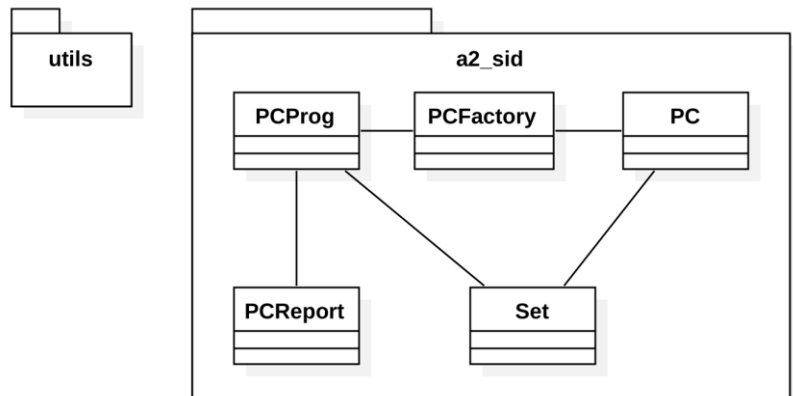 utils
a2_sid
PCProg
PCFactory
PC
PCReport
Set